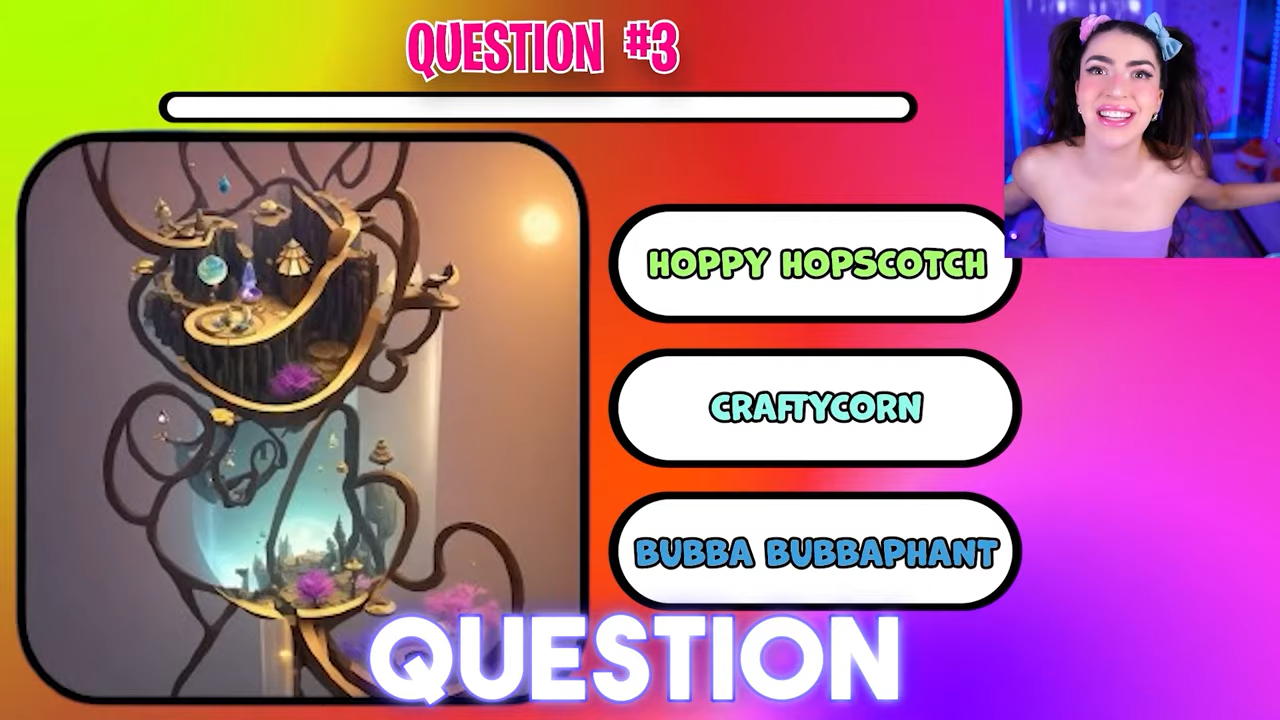 QUESTION #3
HOPPY HOPSCOTCH
CRAFTYCORN
BUBBA BUBBAPHANT
QUESTION